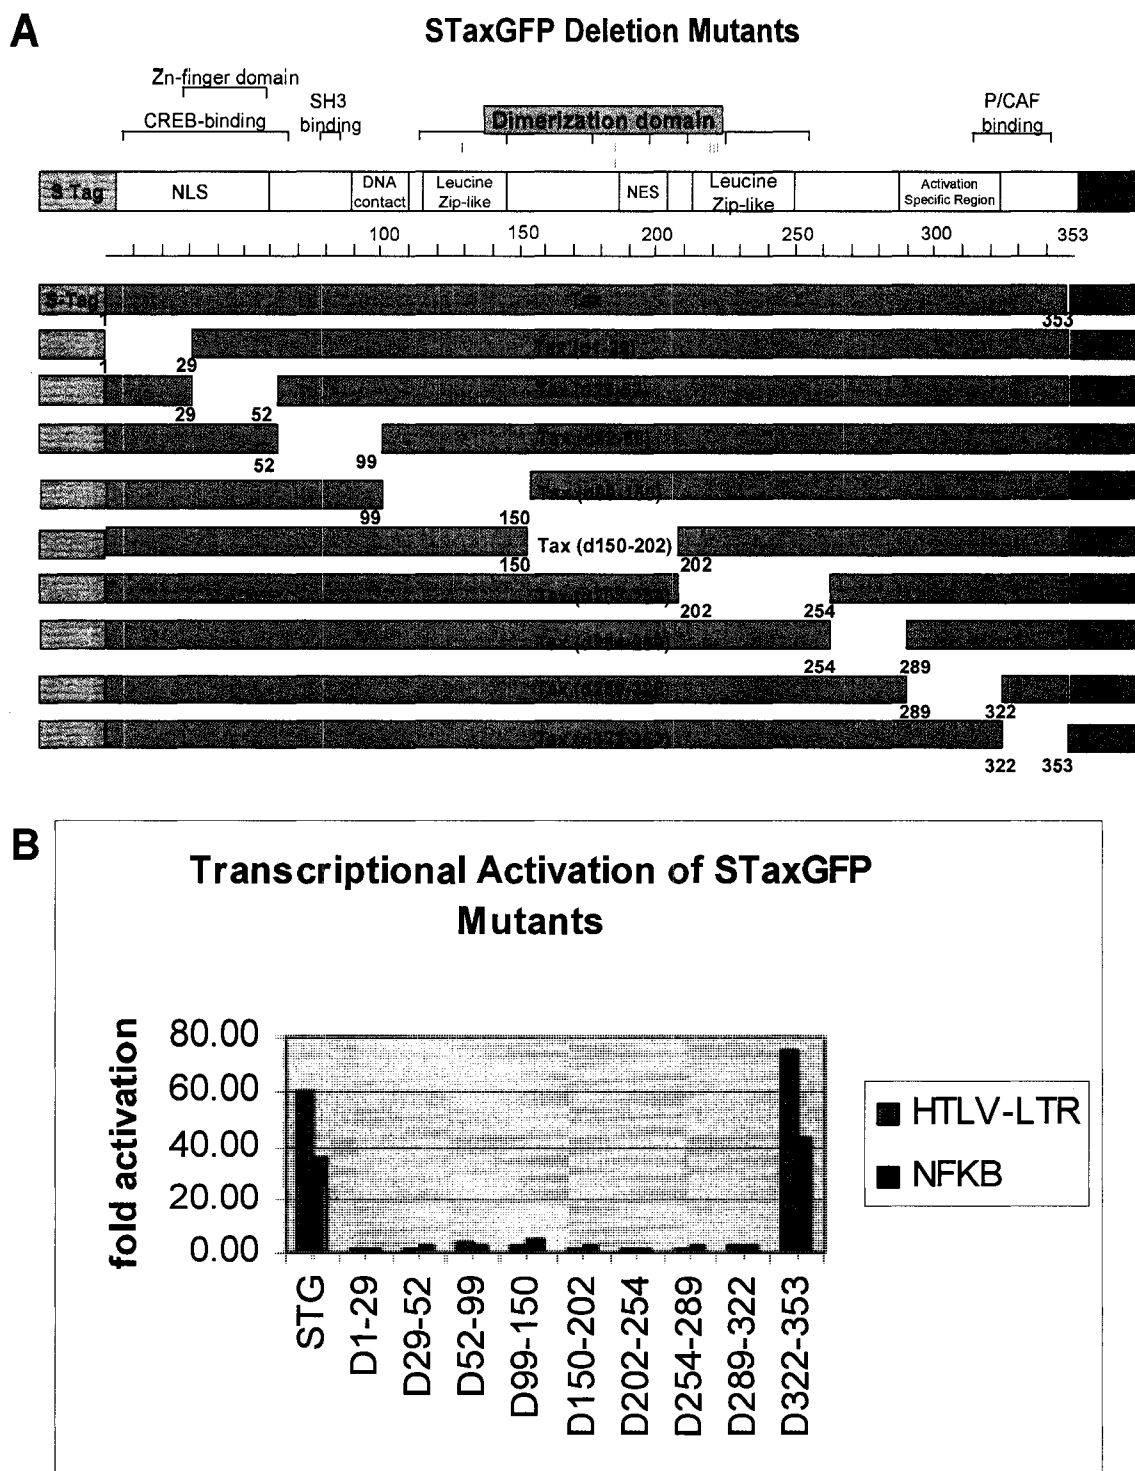 A
STaxGFP Deletion Mutants
Zn-finger domain
SH3
binding
P/CAF
binding
CREB-binding
Dimerization domain
S Tag
NLS
DNA
contact
Leucine
Zip-like
NES
Leucine
Zip-like
Activation
Specific Region
100 150 200 250 300 353
S-Tag Tax
1 353
1 29
29 52
52 99
99 150
Tax (d150-202)
150 202
202 254
254 289
289 322
322 353
B
Transcriptional Activation of STaxGFP
Mutants
fold activation
80.00
60.00
40.00
20.00
0.00
HTLV-LTR
NFKB
STG
D1-29
D29-52
D52-99
D99-150
D150-202
D202-254
D254-289
D289-322
D322-353